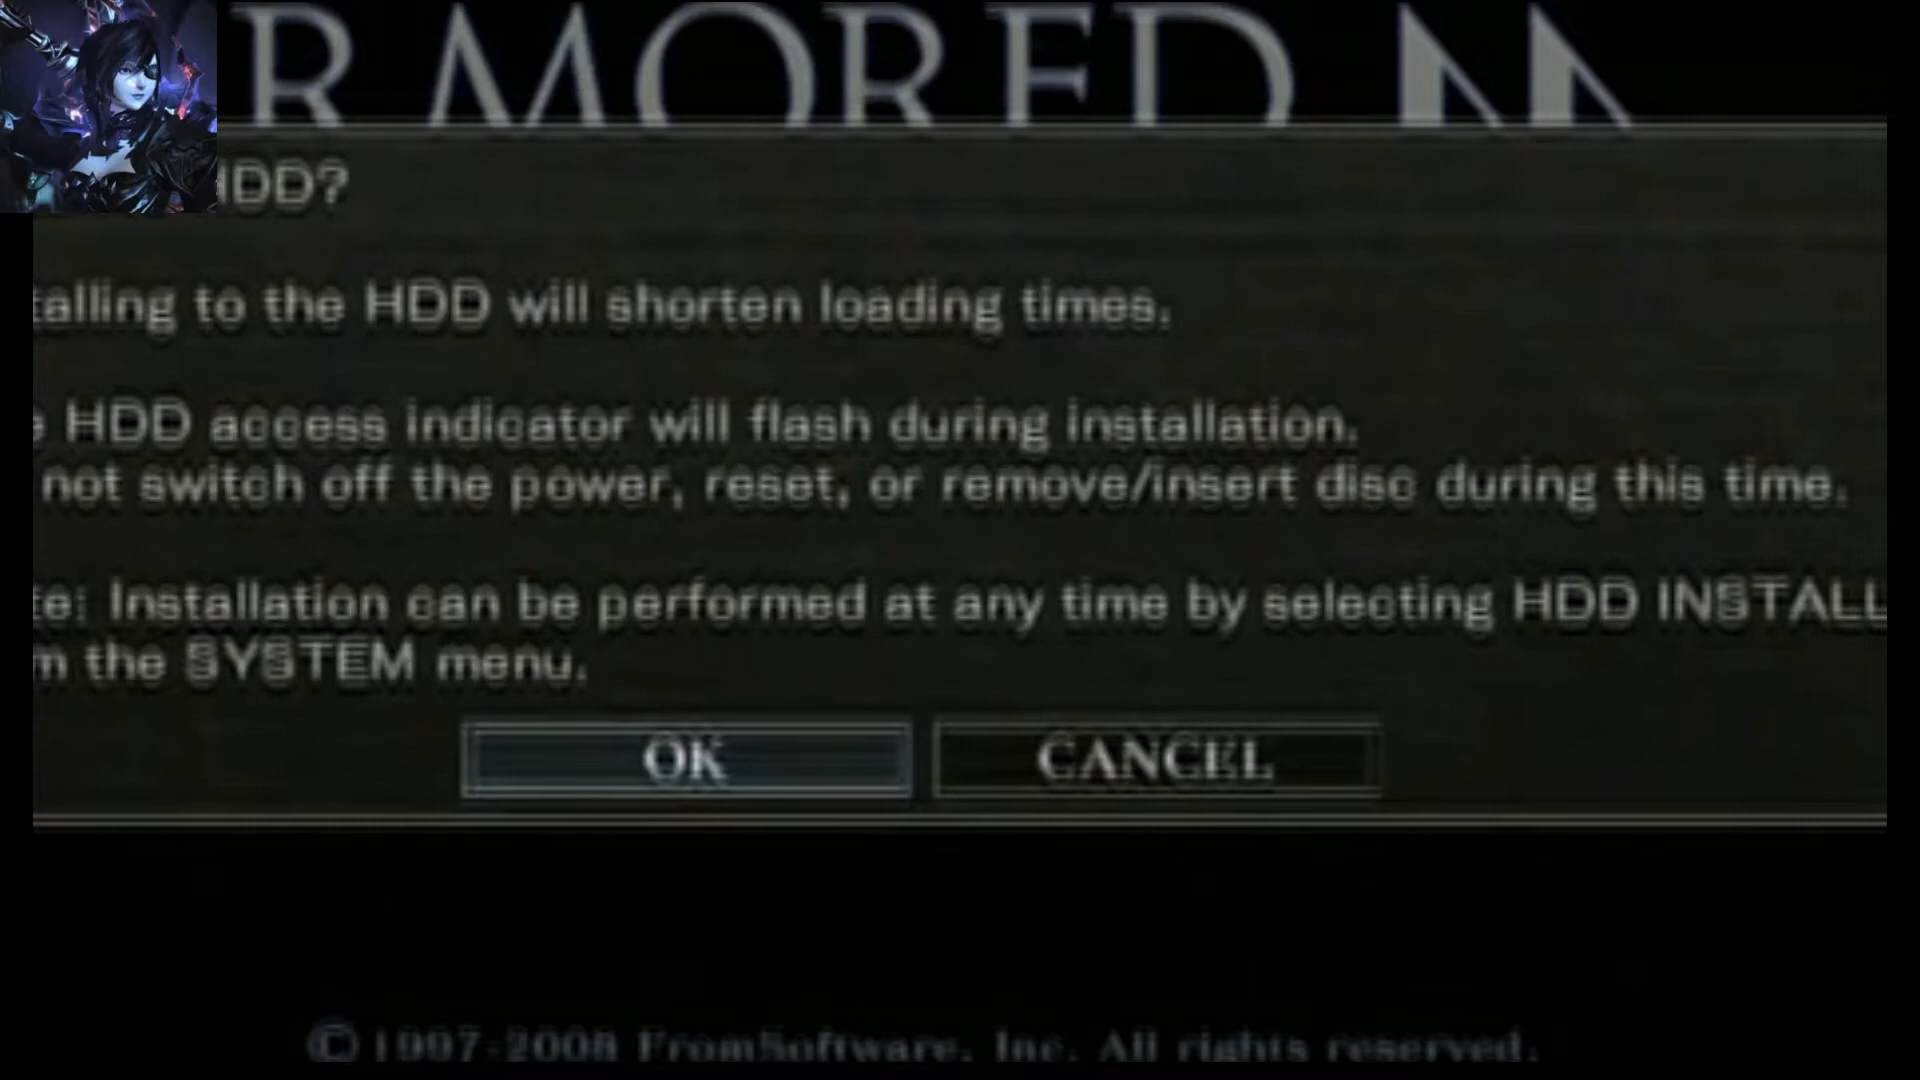 RMORED
HDD?
talling to the HDD will shorten loading times.
e HDD access indicator will flash during installation.
not switch off the power, reset, or remove/insert disc during this time.
te: Installation can be performed at any time by selecting HDD INSTALL
m the SYSTEM menu.
OK CANCEL
© 1997-2008 FromSoftware, Inc. All rights reserved.